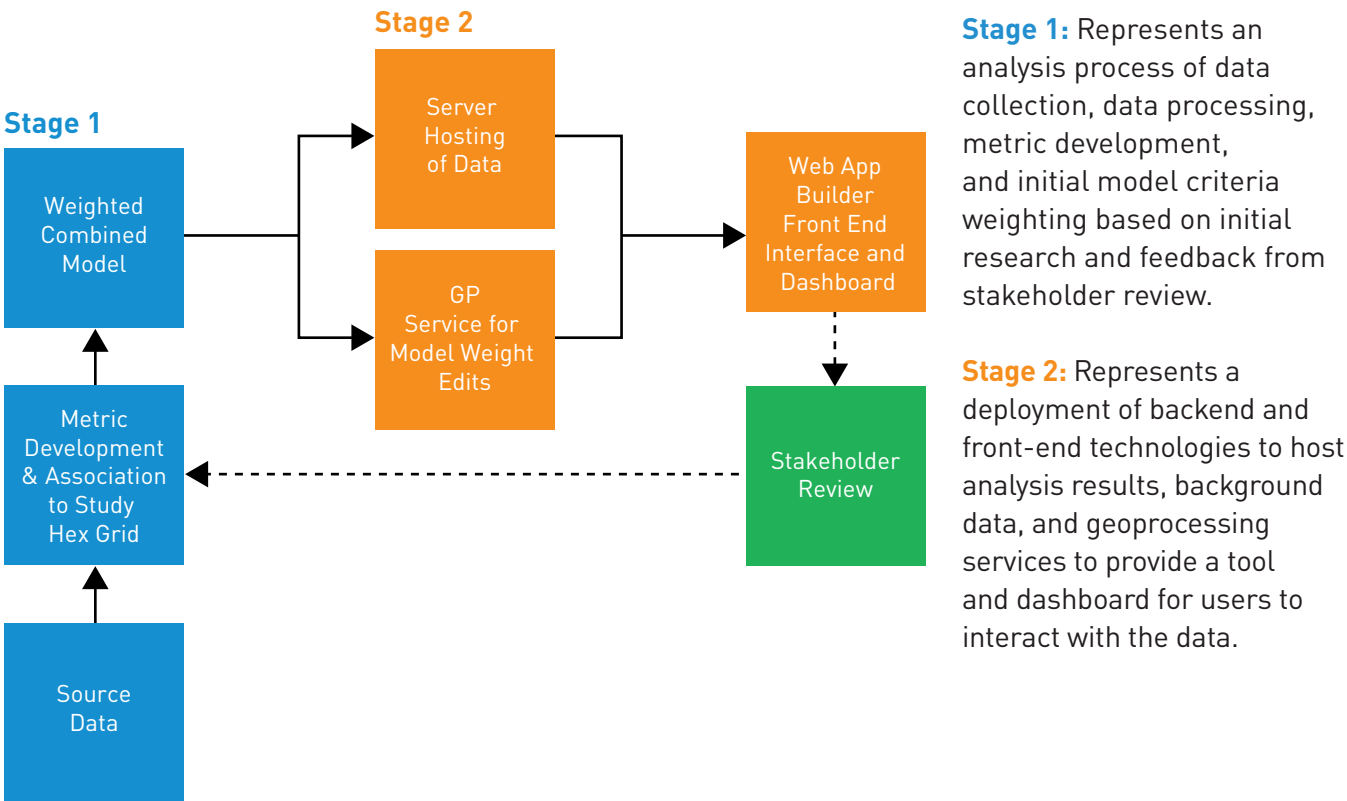 Stage 1
Weighted
Combined
Model
Metric
Development
& Association
to Study
Hex Grid
Source
Data
Stage 2
Server
Hosting
of Data
GP
Service for
Model Weight
Edits
Web App
Builder
Front End
Interface and
Dashboard
Stakeholder
Review
Stage 1: Represents an
analysis process of data
collection, data processing,
metric development,
and initial model criteria
weighting based on initial
research and feedback from
stakeholder review.
Stage 2: Represents a
deployment of backend and
front-end technologies to host
analysis results, background
data, and geoprocessing
services to provide a tool
and dashboard for users to
interact with the data.